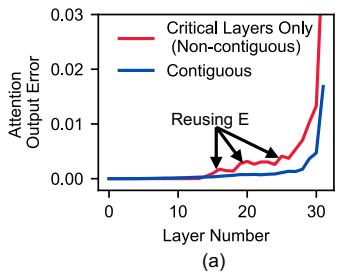 0.03
0.02
0.01
0.00
Attention
Output Error
Critical Layers Only
(Non-contiguous)
Contiguous
Reusing E
0 10 20 30
Layer Number
(a)